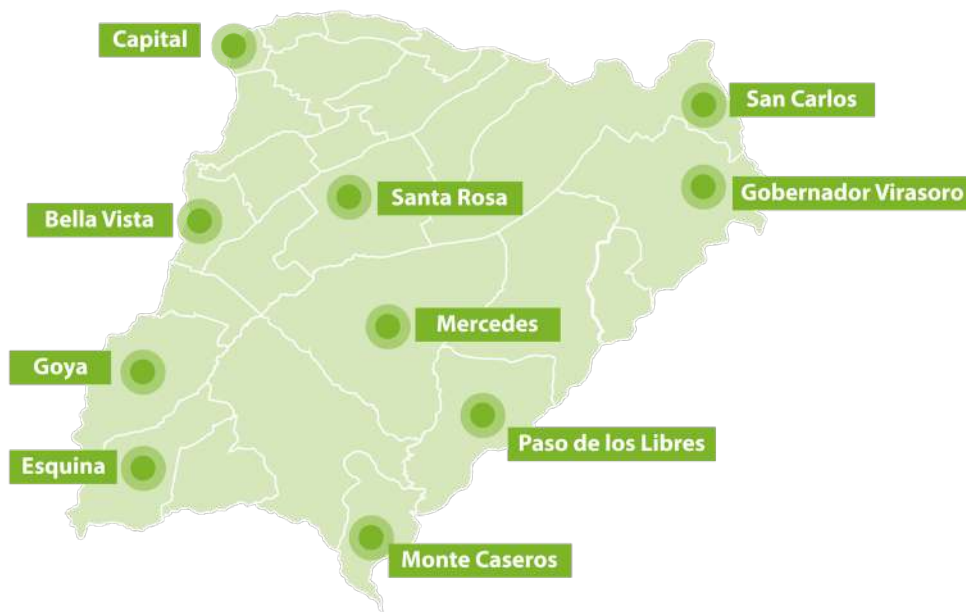 Capital
San Carlos
Gobernador Virasoro
Santa Rosa
Bella Vista
Mercedes
Goya
Paso de los Libres
Esquina
Monte Caseros